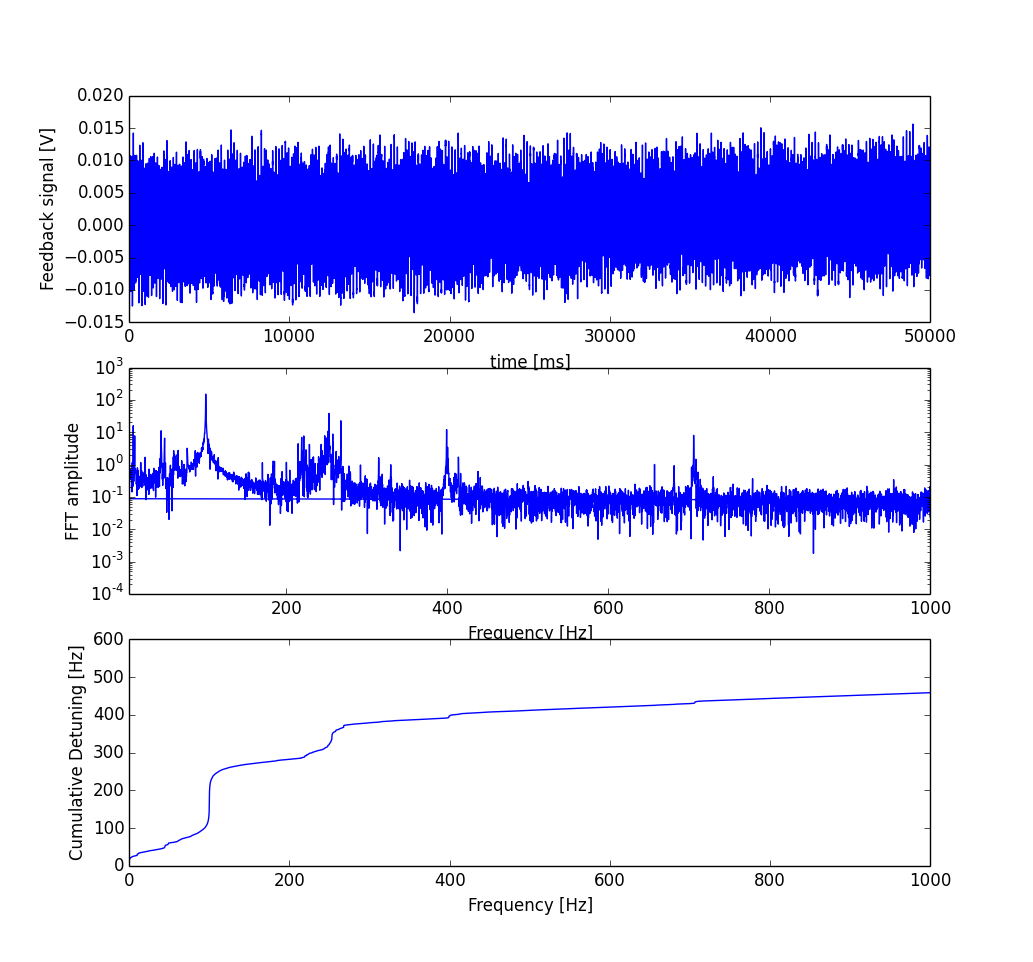 0.020
0.015
0.010
0.005
0.000
−0.005
−0.010
−0.015
Feedback signal [V]
0 10000 20000 30000 40000 50000
time [ms]
10^3
10^2
10^1
10^0
10^-1
10^-2
10^-3
10^-4
FFT amplitude
200 400 600 800 1000
Frequency [Hz]
600
500
400
300
200
100
0
Cumulative Detuning [Hz]
0 200 400 600 800 1000
Frequency [Hz]